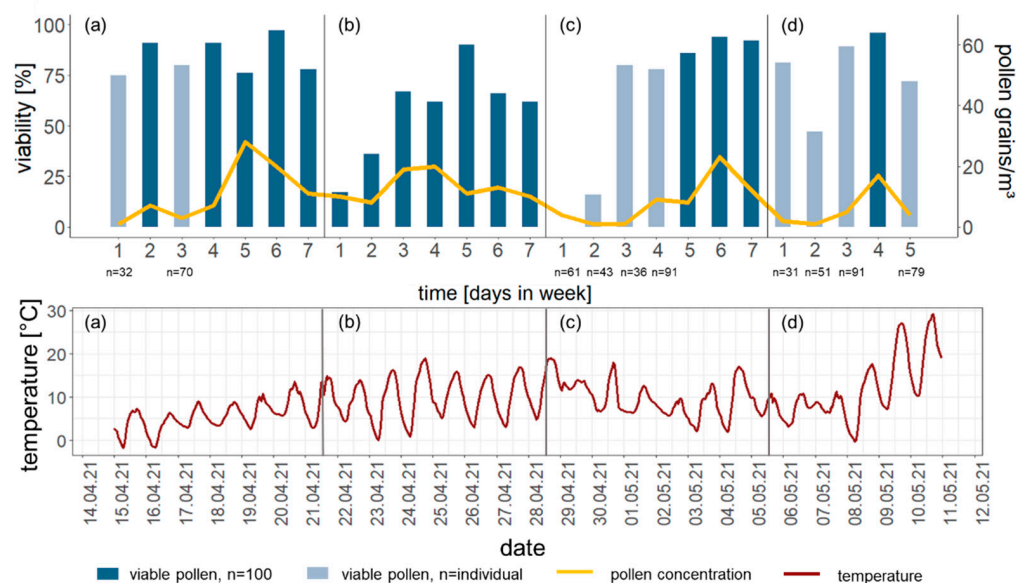 (a) (b) (c) (d)
100
75
50
25
0
viability [%]
60
40
20
0
pollen grains/m³
1 2 3 4 5 6 7 1 2 3 4 5 6 7 1 2 3 4 5 6 7 1 2 3 4 5
n=32 n=70 n=61 n=43 n=36 n=91 n=31 n=51 n=91 n=79
time [days in week]
(a) (b) (c) (d)
30
20
10
0
temperature [°C]
14.04.21 15.04.21 16.04.21 17.04.21 18.04.21 19.04.21 20.04.21 21.04.21 22.04.21 23.04.21 24.04.21 25.04.21 26.04.21 27.04.21 28.04.21 29.04.21 30.04.21 01.05.21 02.05.21 03.05.21 04.05.21 05.05.21 06.05.21 07.05.21 08.05.21 09.05.21 10.05.21 11.05.21 12.05.21
date
viable pollen, n=100 viable pollen, n=individual pollen concentration temperature